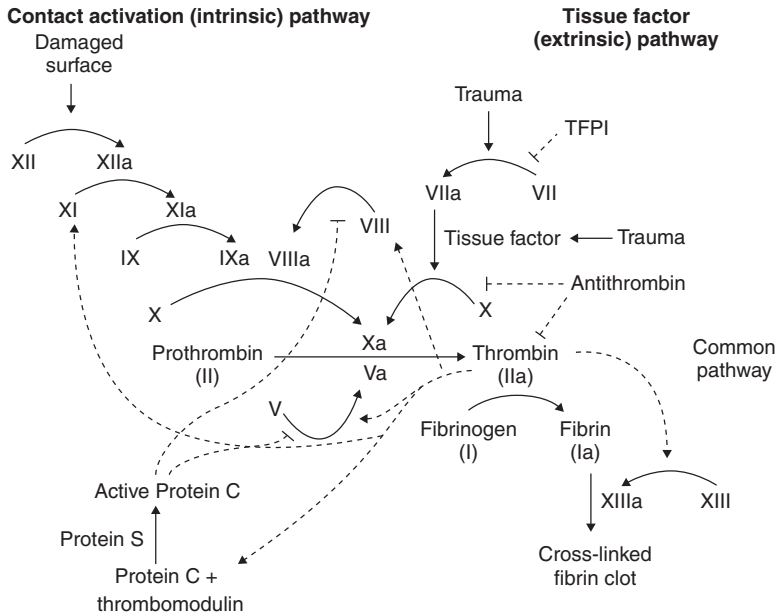 Contact activation (intrinsic) pathway
Tissue factor
(extrinsic) pathway
Damaged
surface
Trauma
TFPI
XII
XIIa
VIIa
VII
XI
XIa
VIII
Tissue factor
Trauma
IX
IXa
VIIIa
Antithrombin
X
X
Xa
Prothrombin
(II)
Thrombin
(IIa)
Common
pathway
Va
V
Fibrinogen
(I)
Fibrin
(Ia)
Active Protein C
XIIIa
XIII
Protein S
Cross-linked
fibrin clot
Protein C +
thrombomodulin